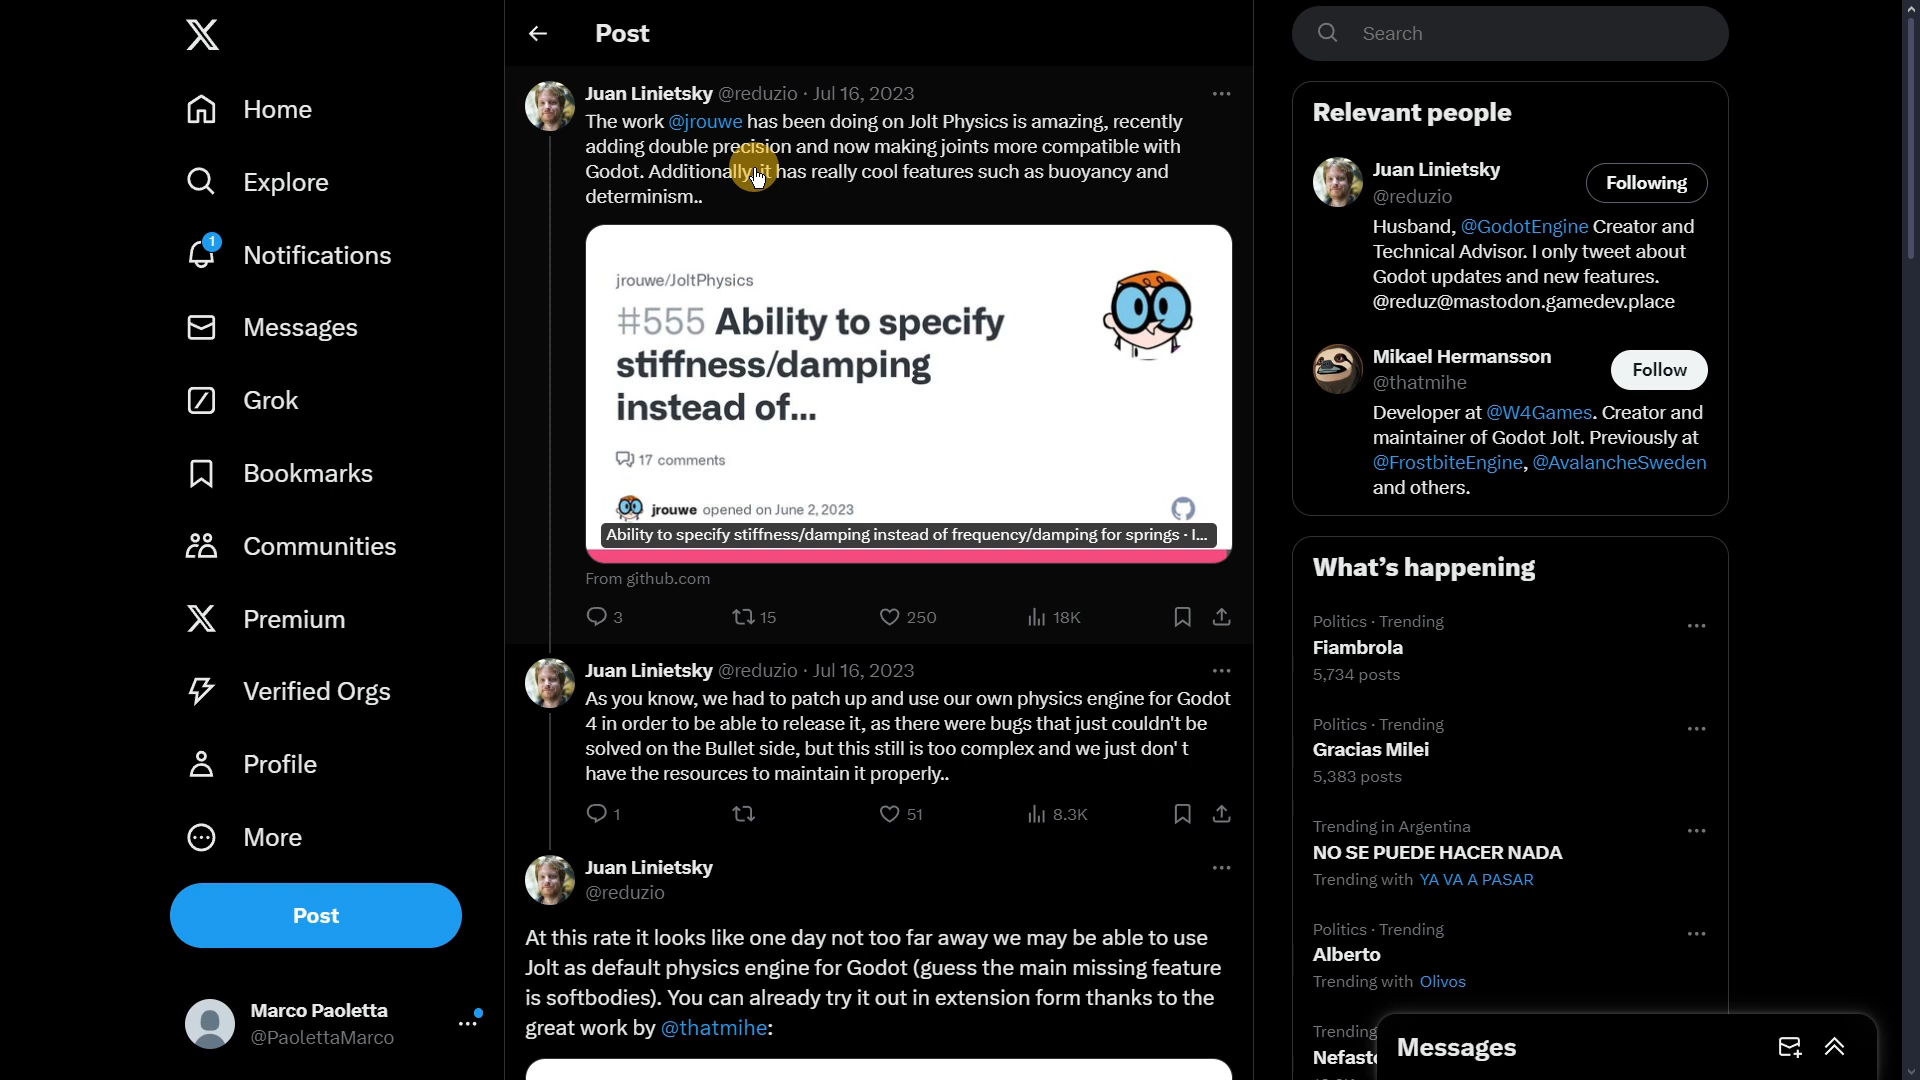 Home
Explore
1
Notifications
Messages
Grok
Bookmarks
Communities
Premium
Verified Orgs
Profile
More
Post
Marco Paoletta
@PaolettaMarco
Post
Juan Linietsky @reduzio · Jul 16, 2023
The work @jrouwe has been doing on Jolt Physics is amazing, recently
adding double precision and now making joints more compatible with
Godot. Additionally, it has really cool features such as buoyancy and
determinism..
jrouwe/JoltPhysics
#555 Ability to specify
stiffness/damping
instead of...
17 comments
jrouwe opened on June 2, 2023
Ability to specify stiffness/damping instead of frequency/damping for springs · I...
From github.com
3 15 250 18K
Juan Linietsky @reduzio · Jul 16, 2023
As you know, we had to patch up and use our own physics engine for Godot
4 in order to be able to release it, as there were bugs that just couldn't be
solved on the Bullet side, but this still is too complex and we just don' t
have the resources to maintain it properly..
1 51 8.3K
Juan Linietsky
@reduzio
At this rate it looks like one day not too far away we may be able to use
Jolt as default physics engine for Godot (guess the main missing feature
is softbodies). You can already try it out in extension form thanks to the
great work by @thatmihe:
Search
Relevant people
Juan Linietsky
@reduzio
Following
Husband, @GodotEngine Creator and
Technical Advisor. I only tweet about
Godot updates and new features.
@reduz@mastodon.gamedev.place
Mikael Hermansson
@thatmihe
Follow
Developer at @W4Games. Creator and
maintainer of Godot Jolt. Previously at
@FrostbiteEngine, @AvalancheSweden
and others.
What's happening
Politics · Trending
Fiambrola
5,734 posts
Politics · Trending
Gracias Milei
5,383 posts
Trending in Argentina
NO SE PUEDE HACER NADA
Trending with YA VA A PASAR
Politics · Trending
Alberto
Trending with Olivos
Trending
Messages